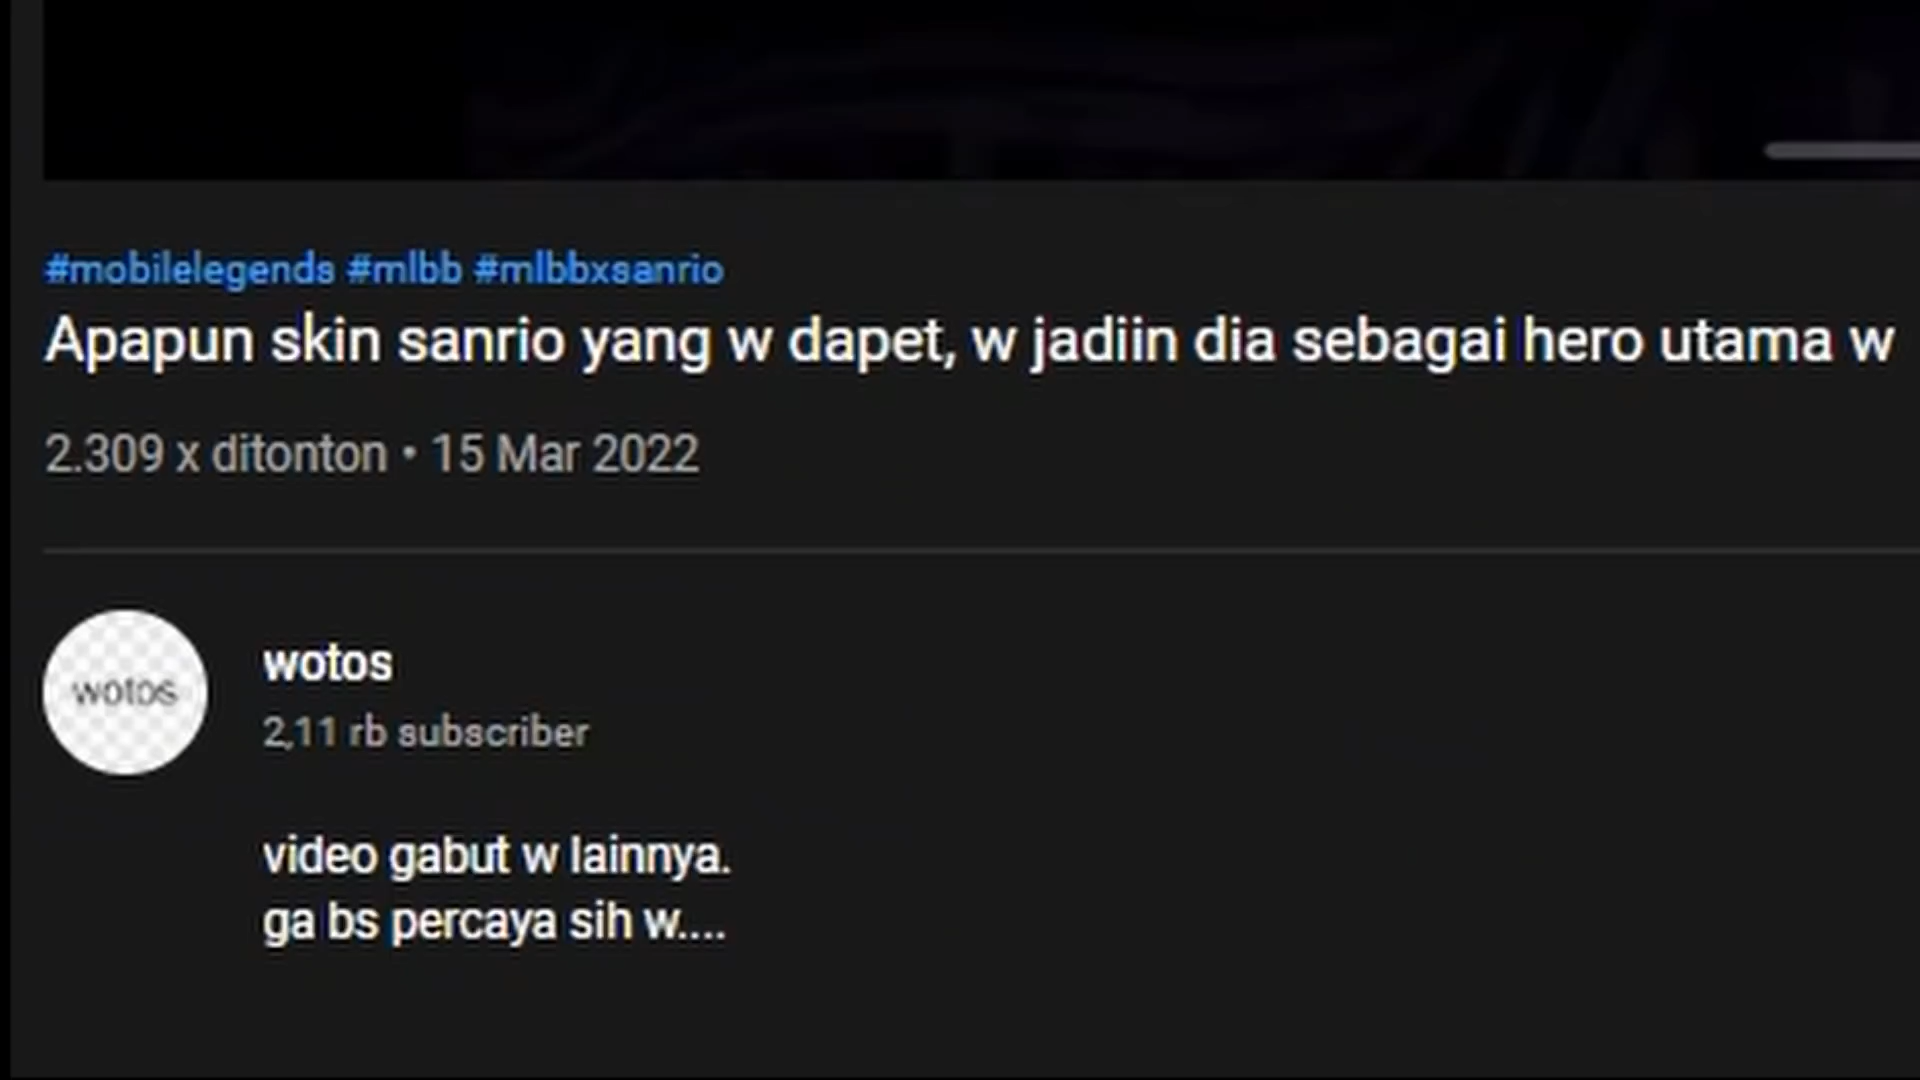 #mobilelegends #mlbb #mlbbxsanrio
Apapun skin sanrio yang w dapet, w jadiin dia sebagai hero utama w
2.309 x ditonton • 15 Mar 2022
wotos
wotos
2,11 rb subscriber
video gabut w lainnya.
ga bs percaya sih w....